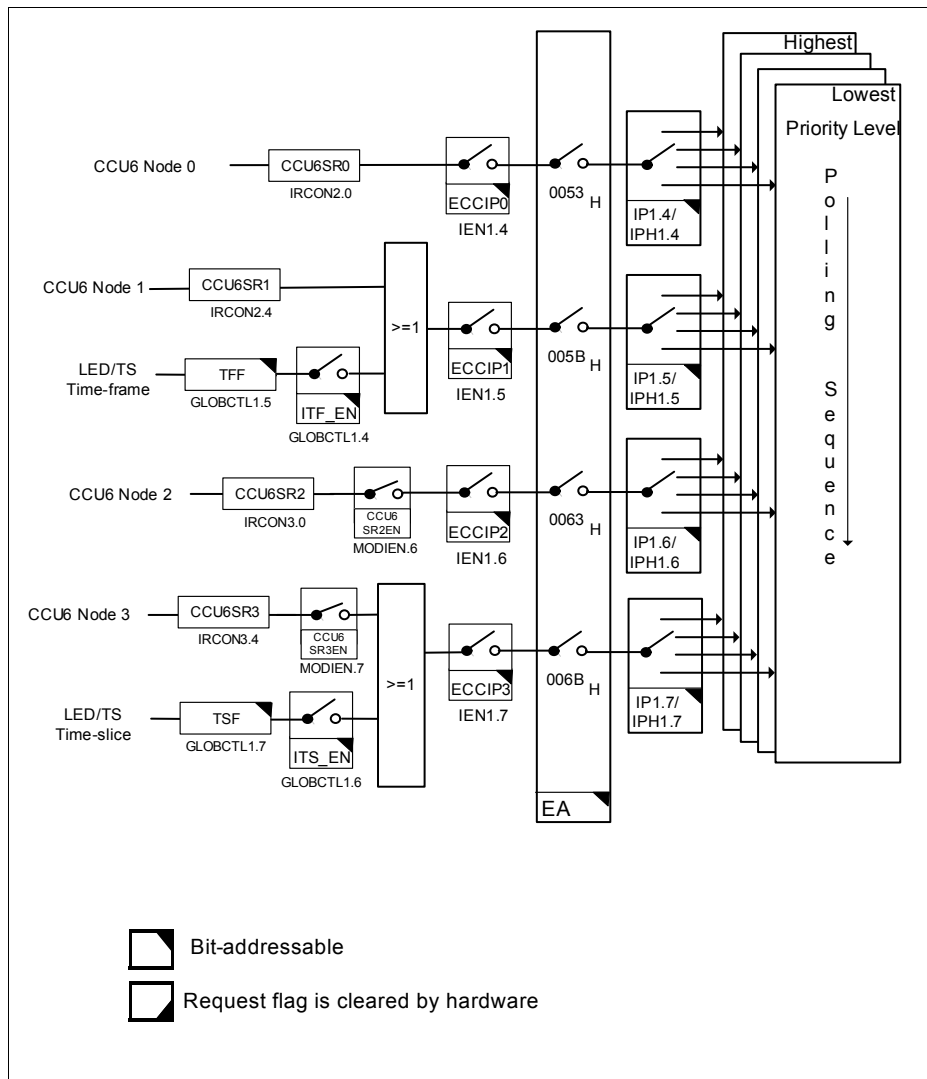 Highest
Lowest
Priority Level
Polling Sequence
CCU6 Node 0
CCU6SR0
IRCON2.0
ECCIP0
IEN1.4
0053 H
IP1.4/
IPH1.4
CCU6 Node 1
CCU6SR1
IRCON2.4
LED/TS
Time-frame
TFF
GLOBCTL1.5
ITF_EN
GLOBCTL1.4
>=1
ECCIP1
IEN1.5
005B H
IP1.5/
IPH1.5
CCU6 Node 2
CCU6SR2
IRCON3.0
CCU6
SR2EN
MODIEN.6
ECCIP2
IEN1.6
0063 H
IP1.6/
IPH1.6
CCU6 Node 3
CCU6SR3
IRCON3.4
CCU6
SR3EN
MODIEN.7
LED/TS
Time-slice
TSF
GLOBCTL1.7
ITS_EN
GLOBCTL1.6
>=1
ECCIP3
IEN1.7
006B H
IP1.7/
IPH1.7
EA
Bit-addressable
Request flag is cleared by hardware